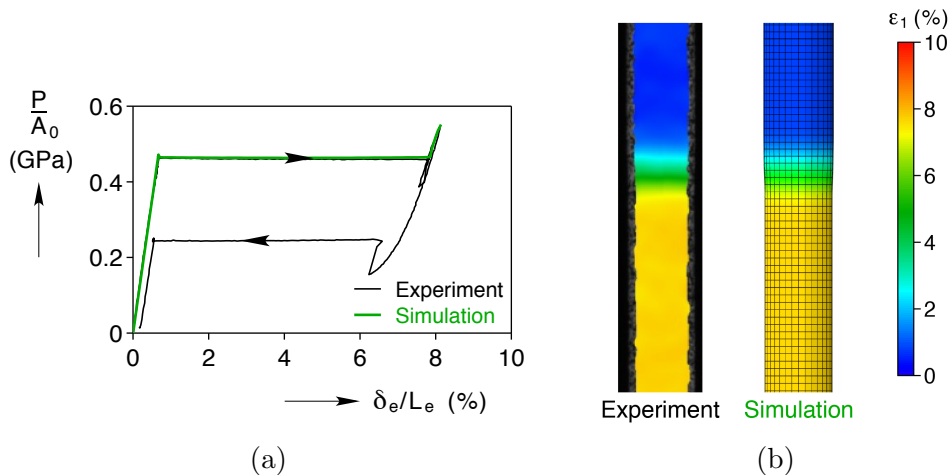 P
A₀
(GPa)
0.6
0.4
0.2
0
0 2 4 6 8 10
Experiment
Simulation
δₑ/Lₑ (%)
(a)
ε₁ (%)
10
8
6
4
2
0
Experiment Simulation
(b)